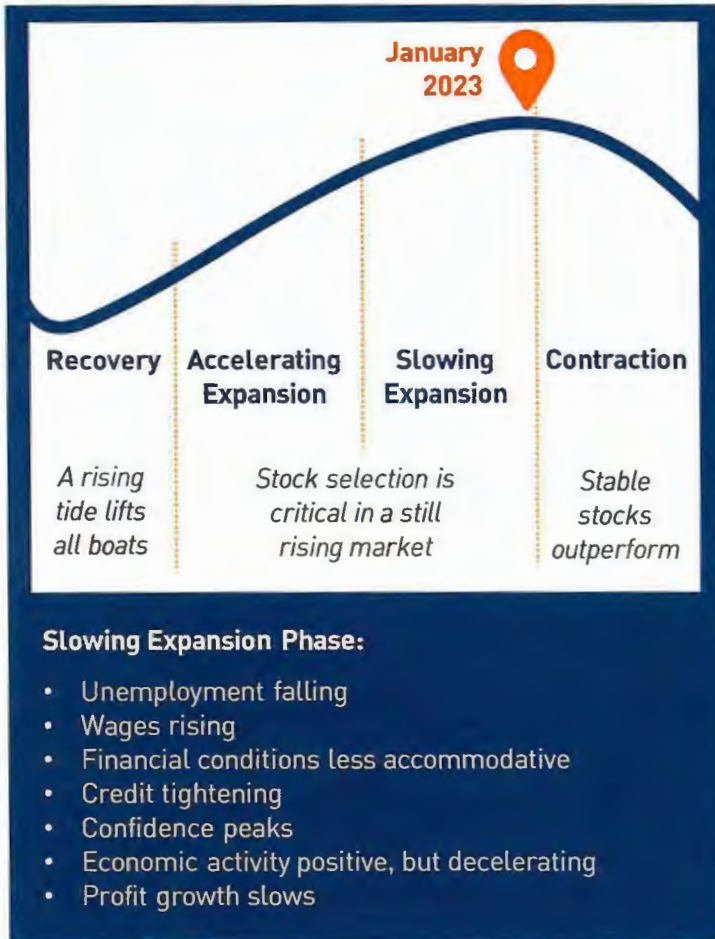 January
2023
Recovery
Accelerating
Expansion
Slowing
Expansion
Contraction
A rising
tide lifts
all boats
Stock selection is
critical in a still
rising market
Stable
stocks
outperform
Slowing Expansion Phase:
• Unemployment falling
• Wages rising
• Financial conditions less accommodative
• Credit tightening
• Confidence peaks
• Economic activity positive, but decelerating
• Profit growth slows